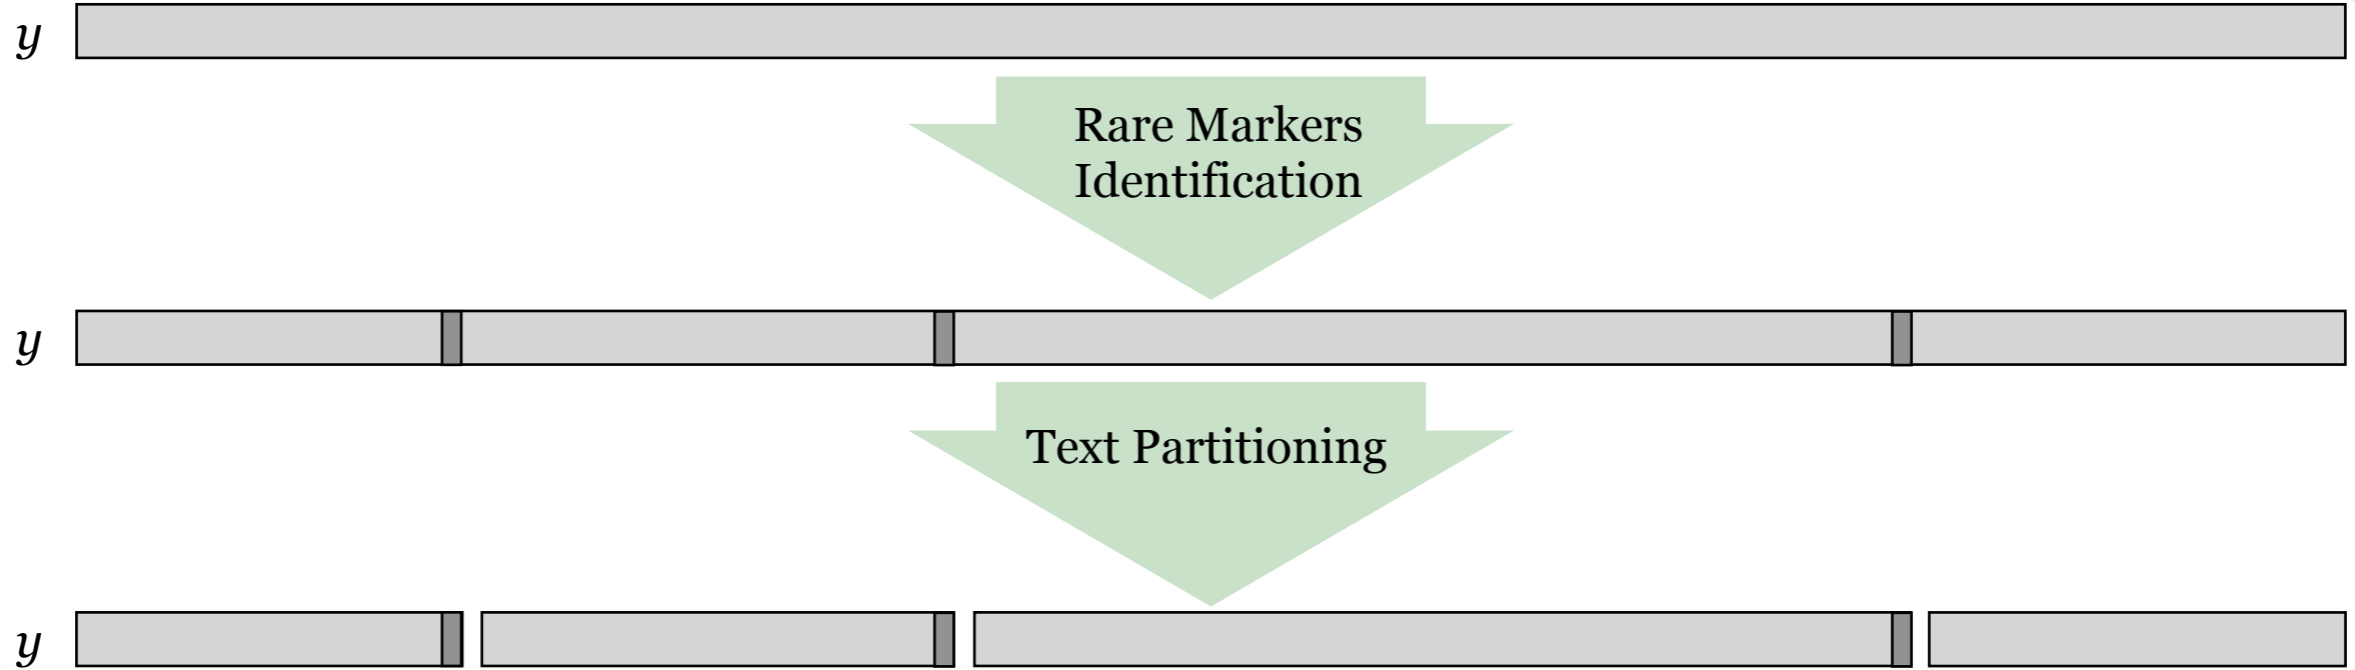 y
Rare Markers
Identification
y
Text Partitioning
y